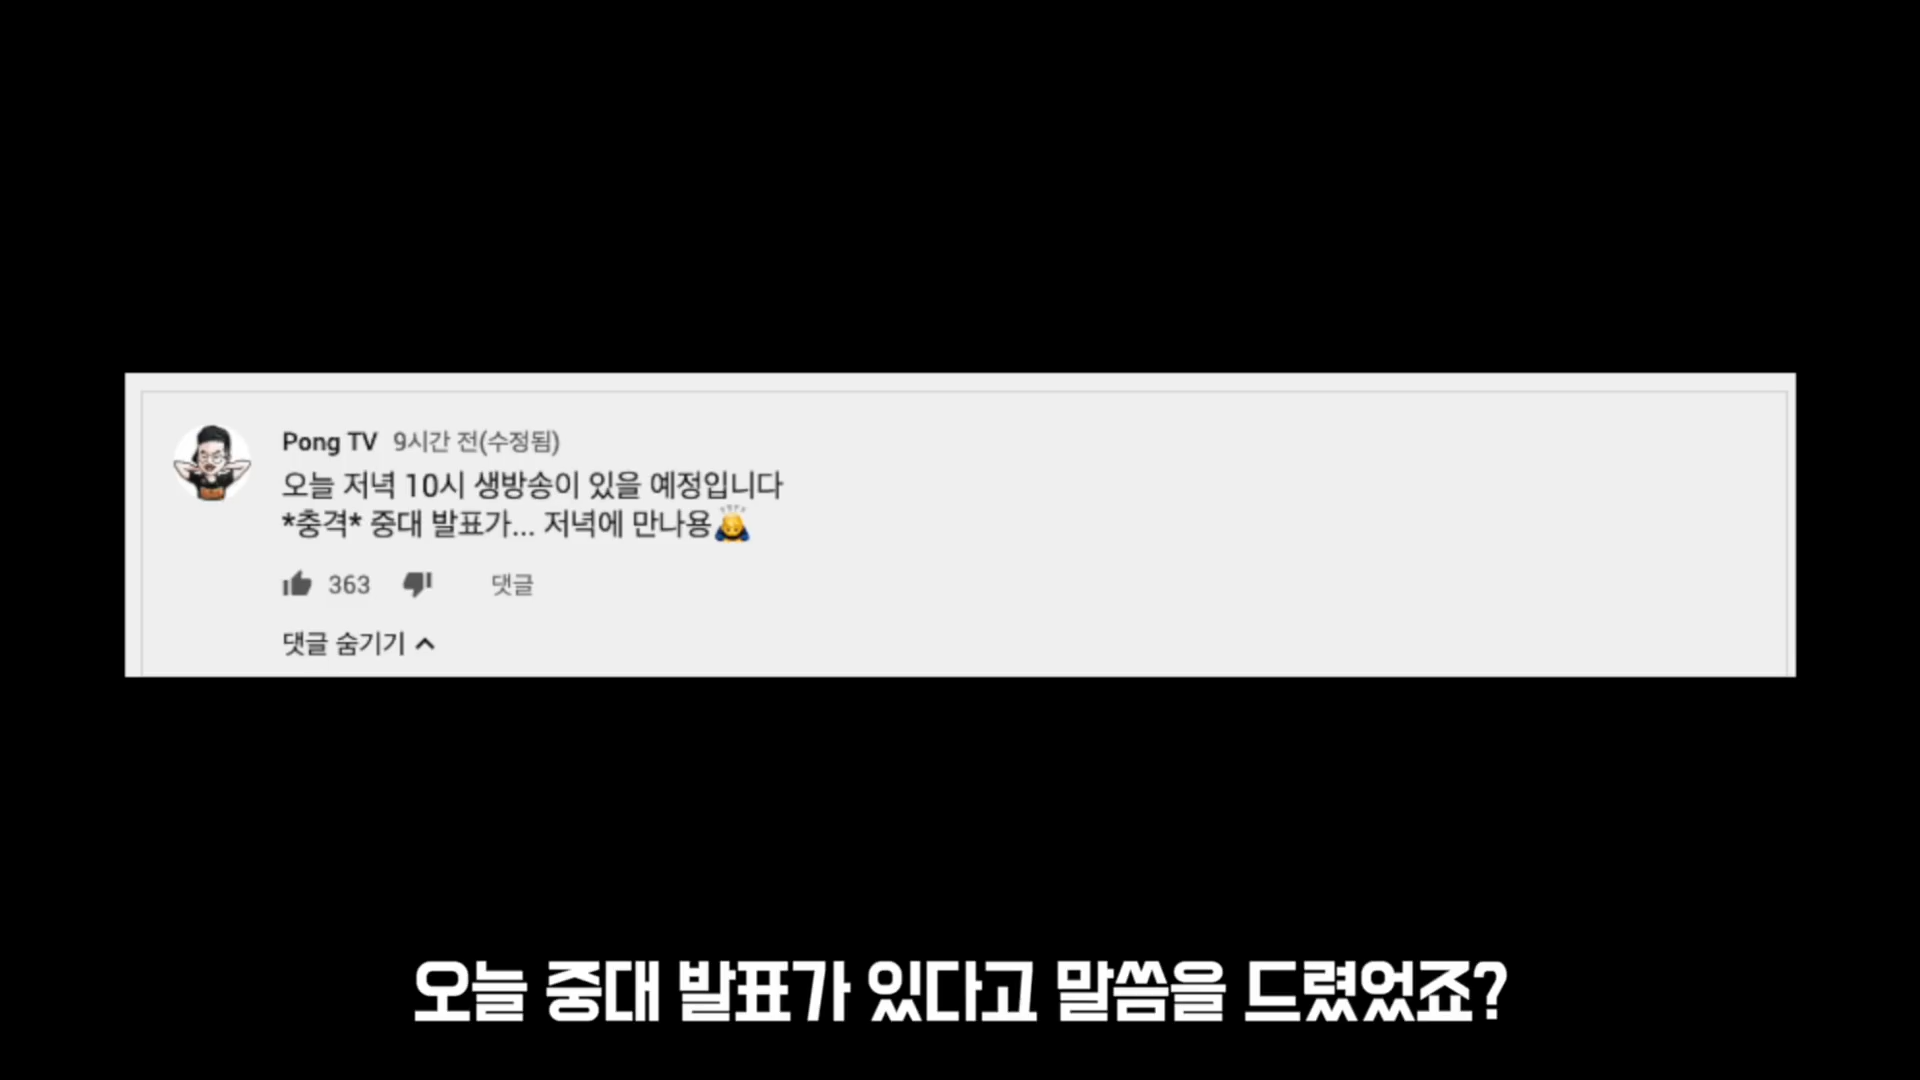 Pong TV 9시간 전(수정됨)
오늘 저녁 10시 생방송이 있을 예정입니다
*충격* 중대 발표가... 저녁에 만나용🙇‍♂️
363 댓글
댓글 숨기기
오늘 중대 발표가 있다고 말씀을 드렸었죠?